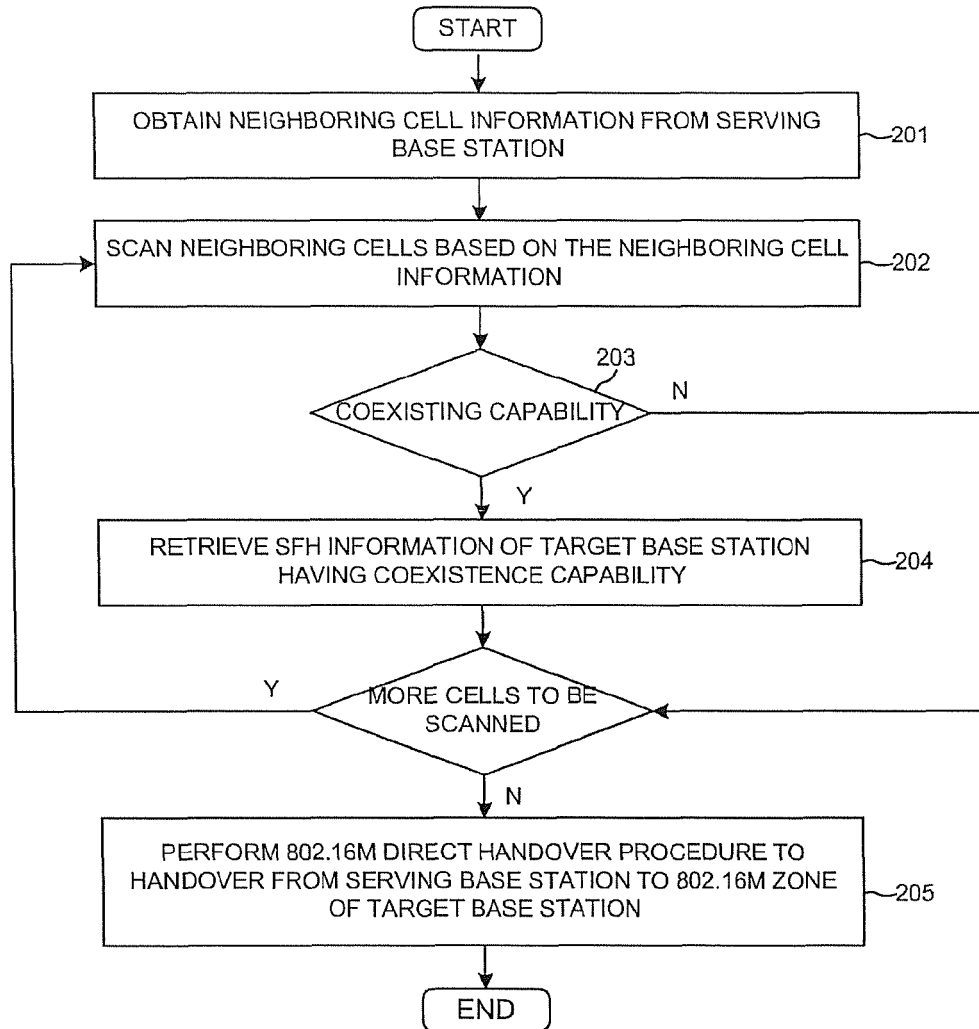 START
OBTAIN NEIGHBORING CELL INFORMATION FROM SERVING
BASE STATION
201
SCAN NEIGHBORING CELLS BASED ON THE NEIGHBORING CELL
INFORMATION
202
203
COEXISTING CAPABILITY
N
Y
RETRIEVE SFH INFORMATION OF TARGET BASE STATION
HAVING COEXISTENCE CAPABILITY
204
Y
MORE CELLS TO BE
SCANNED
N
PERFORM 802.16M DIRECT HANDOVER PROCEDURE TO
HANDOVER FROM SERVING BASE STATION TO 802.16M ZONE
OF TARGET BASE STATION
205
END